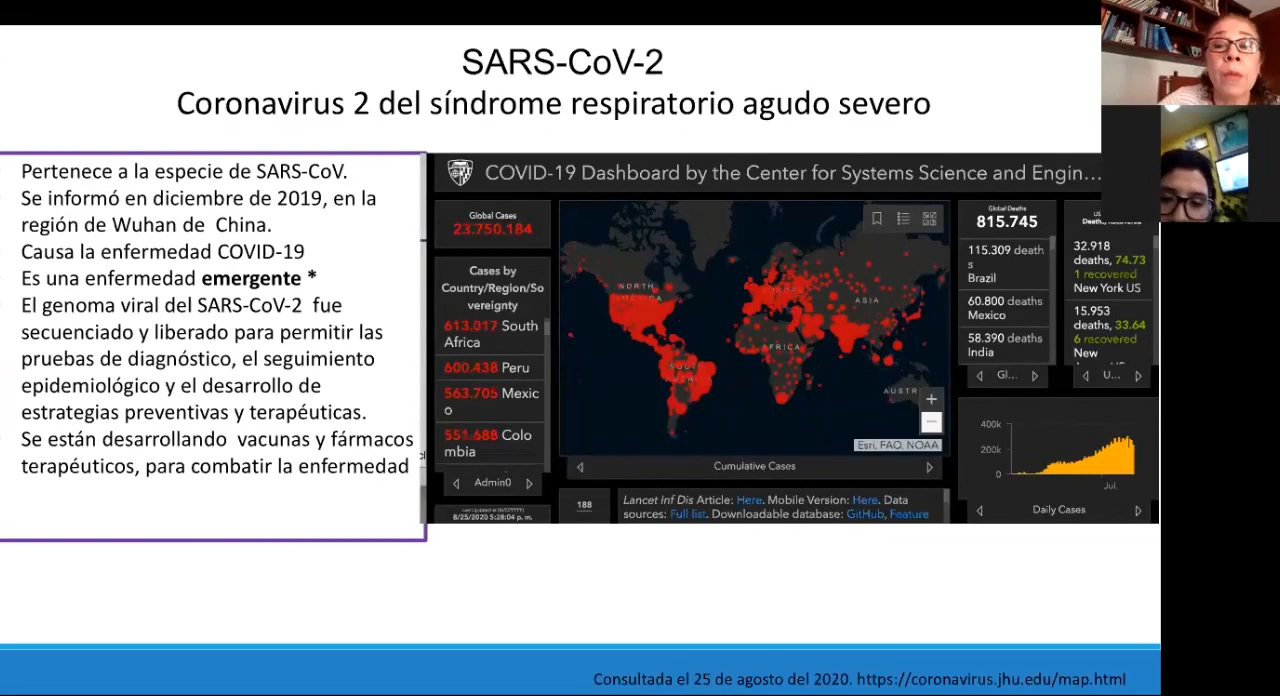 SARS-CoV-2
Coronavirus 2 del síndrome respiratorio agudo severo
Pertenece a la especie de SARS-CoV.
Se informó en diciembre de 2019, en la
región de Wuhan de China.
Causa la enfermedad COVID-19
Es una enfermedad emergente *
El genoma viral del SARS-CoV-2 fue
secuenciado y liberado para permitir las
pruebas de diagnóstico, el seguimiento
epidemiológico y el desarrollo de
estrategias preventivas y terapéuticas.
Se están desarrollando vacunas y fármacos
terapéuticos, para combatir la enfermedad
COVID-19 Dashboard by the Center for Systems Science and Engin...
Global Cases
23.750.184
Cases by
Country/Region/So
vereignty
613.017 South
Africa
600.438 Peru
563.705 Mexic
o
551.688 Colo
mbia
Admin0
8/25/2020 5:28:04 p. m.
NORTH
AMERICA
ASIA
AFRICA
AUSTR
Esri, FAO, NOAA
Cumulative Cases
188
Lancet Inf Dis Article: Here. Mobile Version: Here. Data
sources: Full list. Downloadable database: GitHub, Feature
Global Deaths
815.745
115.309 death
s
Brazil
60.800 deaths
Mexico
58.390 deaths
India
Gl...
US
32.918
deaths, 74.73
1 recovered
New York US
15.953
deaths, 33.64
6 recovered
New
U...
400k
200k
0
Jul.
Daily Cases
Consultada el 25 de agosto del 2020. https://coronavirus.jhu.edu/map.html